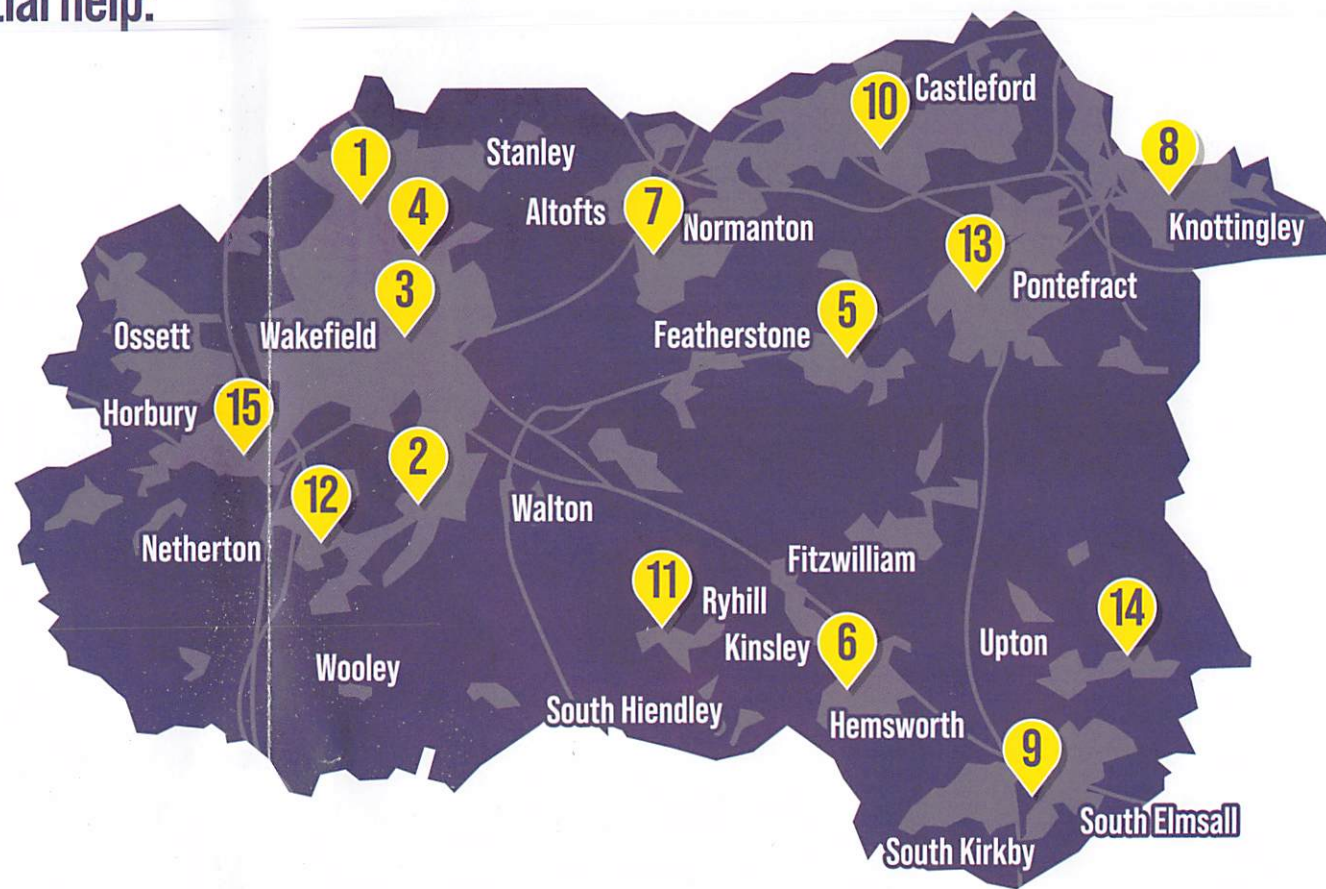 tial help.
10
Castleford
1
Stanley
8
4
Altofts
7
Normanton
Knottingley
13
3
Pontefract
5
Ossett
Wakefield
Featherstone
Horbury
15
2
12
Walton
Netherton
Fitzwilliam
11
Ryhill
14
Kinsley
6
Upton
Wooley
South Hiendley
Hemsworth
9
South Elmsall
South Kirkby